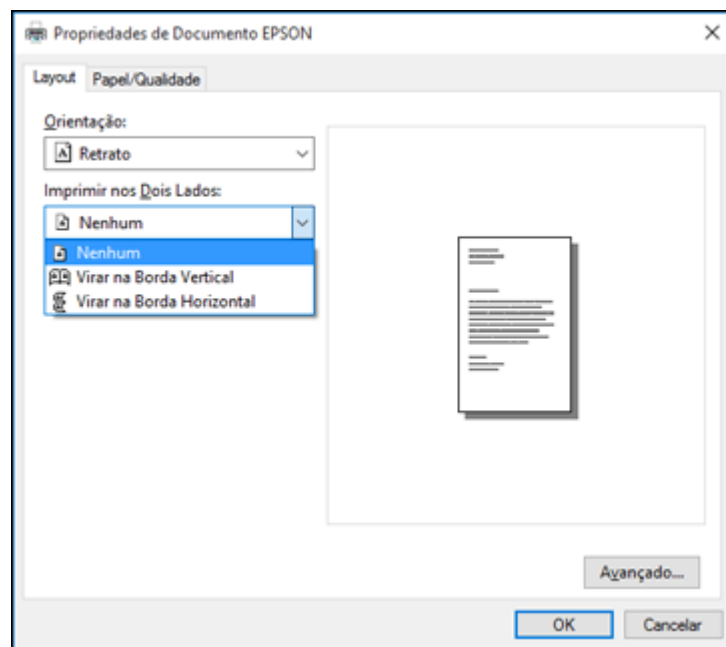 Propriedades de Documento EPSON
Layout
Papel/Qualidade
Orientação:
Retrato
Imprimir nos Dois Lados:
Nenhum
Nenhum
Virar na Borda Vertical
Virar na Borda Horizontal
Avançado...
OK
Cancelar